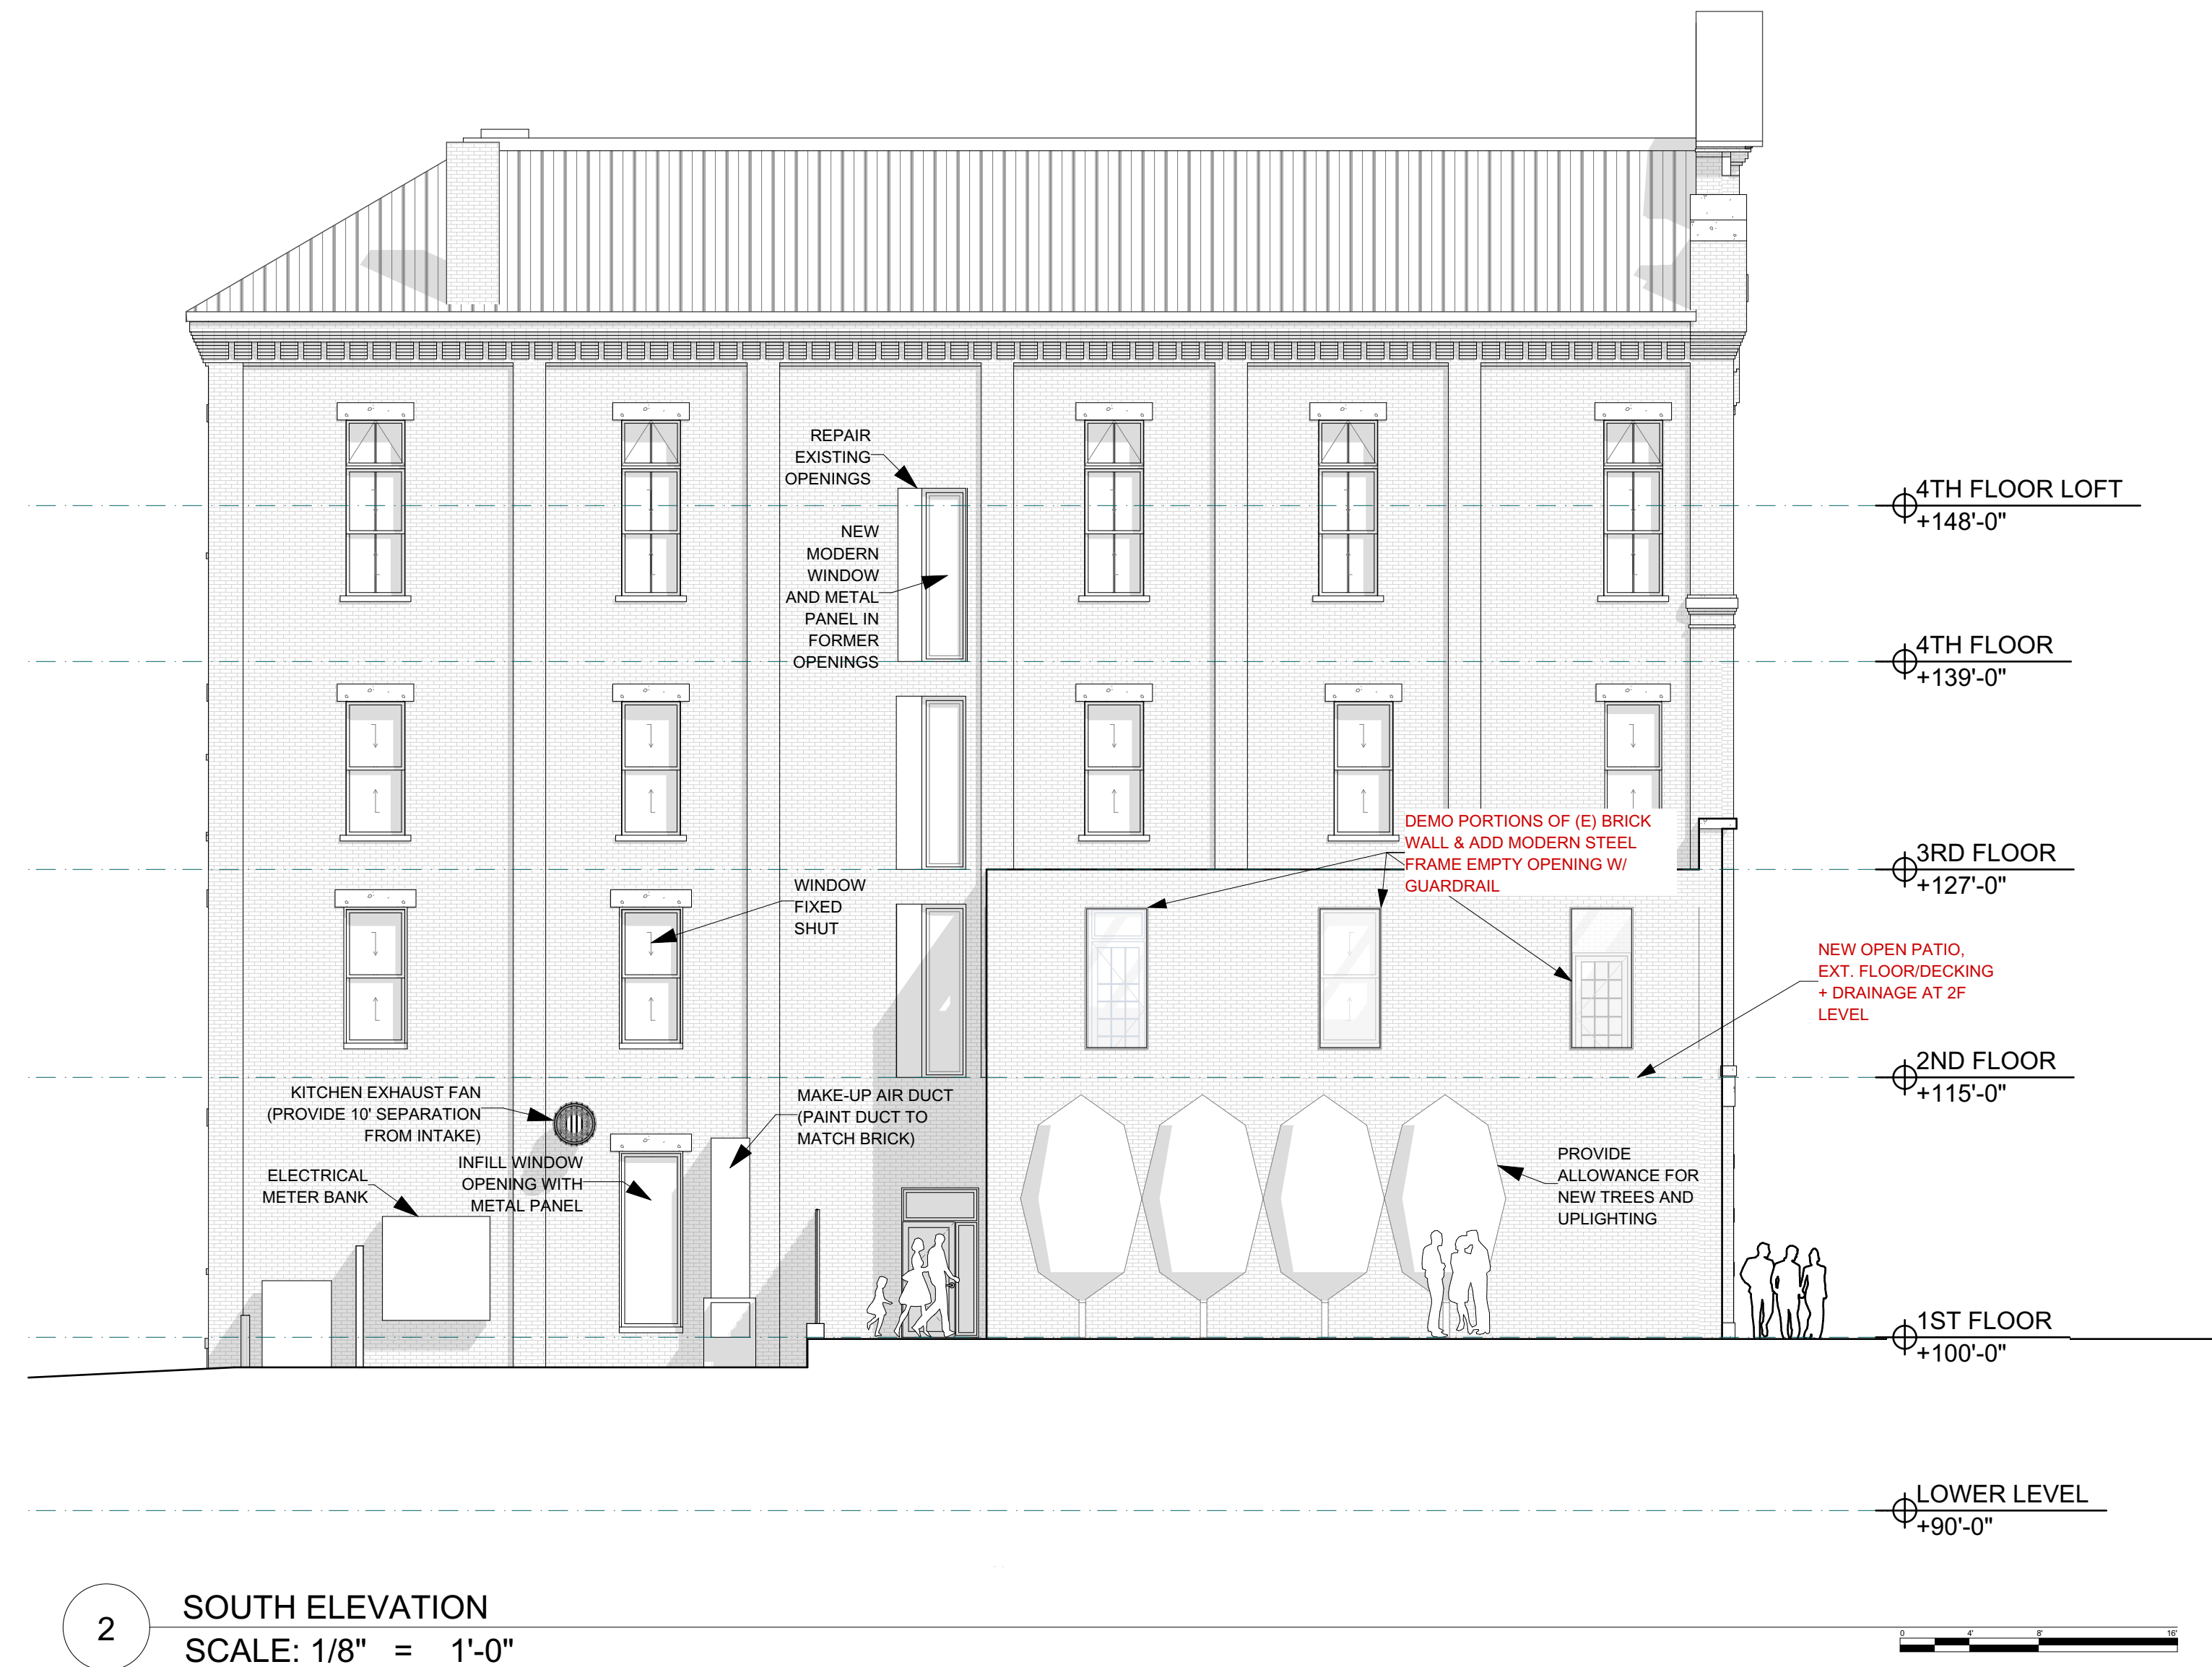 REPAIR
EXISTING
OPENINGS
NEW
MODERN
WINDOW
AND METAL
PANEL IN
FORMER
OPENINGS
4TH FLOOR LOFT
+148'-0"
4TH FLOOR
+139'-0"
DEMO PORTIONS OF (E) BRICK
WALL & ADD MODERN STEEL
FRAME EMPTY OPENING W/
GUARDRAIL
3RD FLOOR
+127'-0"
WINDOW
FIXED
SHUT
NEW OPEN PATIO,
EXT. FLOOR/DECKING
+ DRAINAGE AT 2F
LEVEL
2ND FLOOR
+115'-0"
KITCHEN EXHAUST FAN
(PROVIDE 10' SEPARATION
FROM INTAKE)
MAKE-UP AIR DUCT
(PAINT DUCT TO
MATCH BRICK)
INFILL WINDOW
OPENING WITH
METAL PANEL
ELECTRICAL
METER BANK
PROVIDE
ALLOWANCE FOR
NEW TREES AND
UPLIGHTING
1ST FLOOR
+100'-0"
LOWER LEVEL
+90'-0"
2
SOUTH ELEVATION
SCALE: 1/8" = 1'-0"
0 4' 8' 16'